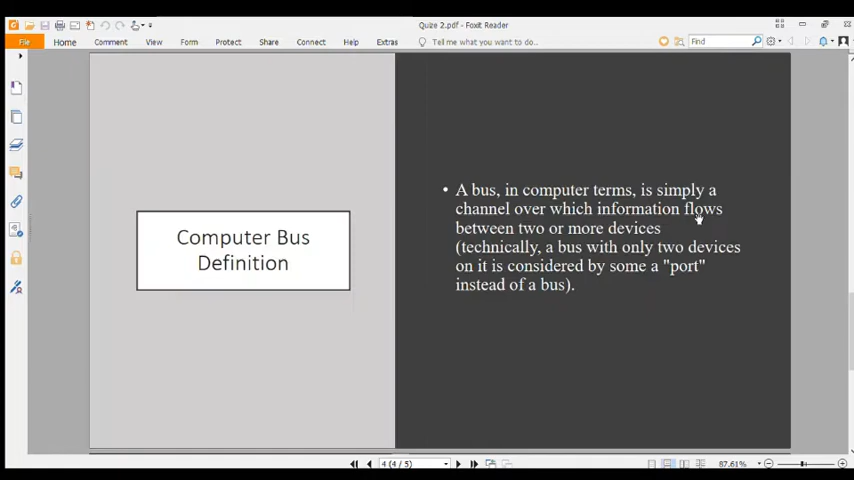 Quize 2.pdf - Foxit Reader
File Home Comment View Form Protect Share Connect Help Extras Tell me what you want to do.. Find
Computer Bus
Definition
• A bus, in computer terms, is simply a
channel over which information flows
between two or more devices
(technically, a bus with only two devices
on it is considered by some a "port"
instead of a bus).
4 (4 / 5)
87.61%